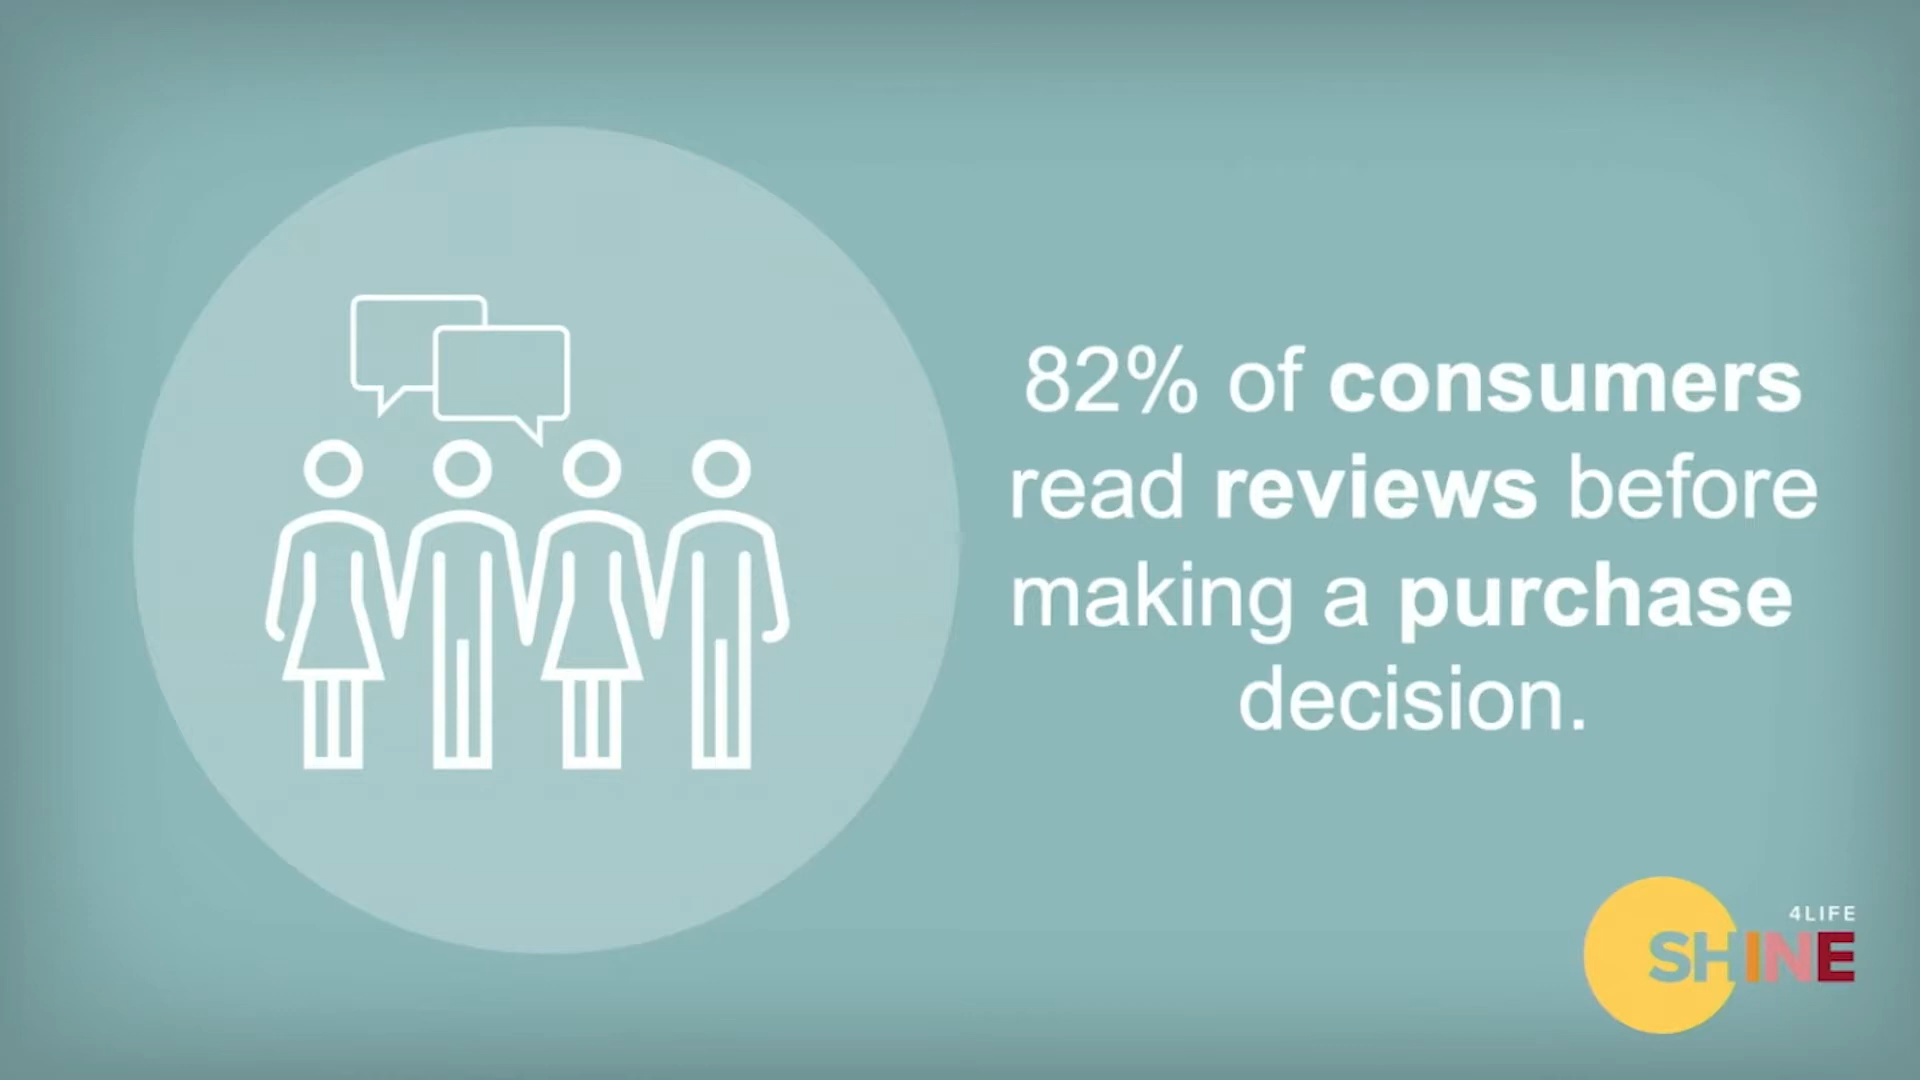 82% of consumers
read reviews before
making a purchase
decision.
4LIFE
SHINE